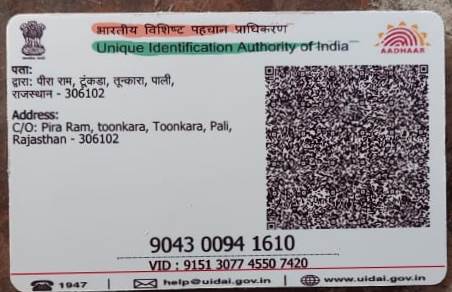 भारतीय विशिष्ट पहचान प्राधिकरण
Unique Identification Authority of India
AADHAAR
पता:
द्वारा: पीरा राम, टूंकडा, तून्कारा, पाली,
राजस्थान - 306102
Address:
C/O: Pira Ram, toonkara, Toonkara, Pali,
Rajasthan - 306102
9043 0094 1610
VID : 9151 3077 4550 7420
1947
help@uidai.gov.in
www.uidai.gov.in